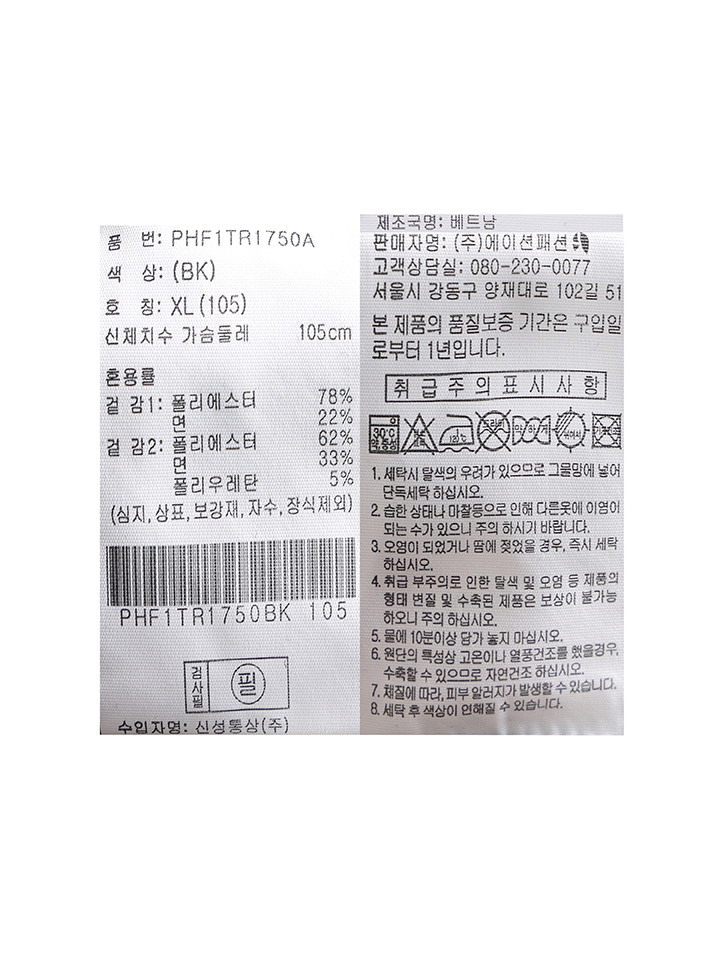 품 번: PHF1TR1750A
색 상: (BK)
호 칭: XL (105)
신체치수 가슴둘레 105cm
혼용률
겉 감1: 폴리에스터 78%
면 22%
겉 감2: 폴리에스터 62%
면 33%
폴리우레탄 5%
(심지, 상표, 보강재, 자수, 장식제외)
PHF1TR1750BK 105
검사필 필
수입자명: 신성통상(주)
제조국명: 베트남
판매자명: (주)에이션패션
고객상담실: 080-230-0077
서울시 강동구 양재대로 102길 51
본 제품의 품질보증 기간은 구입일
로부터 1년입니다.
취급주의표시사항
30℃
중성
120℃
드라이
약하게
1. 세탁시 탈색의 우려가 있으므로 그물망에 넣어
단독세탁 하십시오.
2. 습한 상태나 마찰등으로 인해 다른옷에 이염이
되는 수가 있으니 주의 하시기 바랍니다.
3. 오염이 되었거나 땀에 젖었을 경우, 즉시 세탁
하십시오.
4. 취급 부주의로 인한 탈색 및 오염 등 제품의
형태 변질 및 수축된 제품은 보상이 불가능
하오니 주의 하십시오.
5. 물에 10분이상 담가 놓지 마십시오.
6. 원단의 특성상 고온이나 열풍건조를 했을경우,
수축할 수 있으므로 자연건조 하십시오.
7. 체질에 따라, 피부 알러지가 발생할 수 있습니다.
8. 세탁 후 색상이 연해질 수 있습니다.